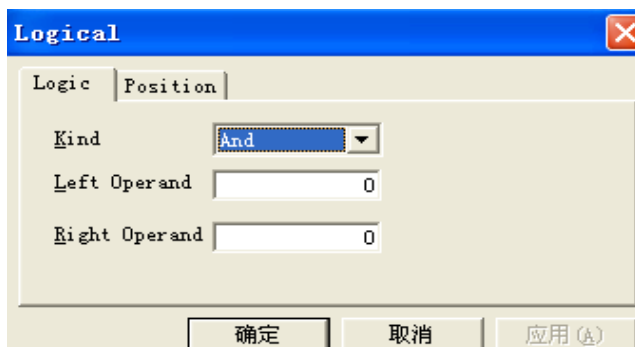 Logical
Logic Position
Kind And
Left Operand 0
Right Operand 0
确定 取消 应用(A)